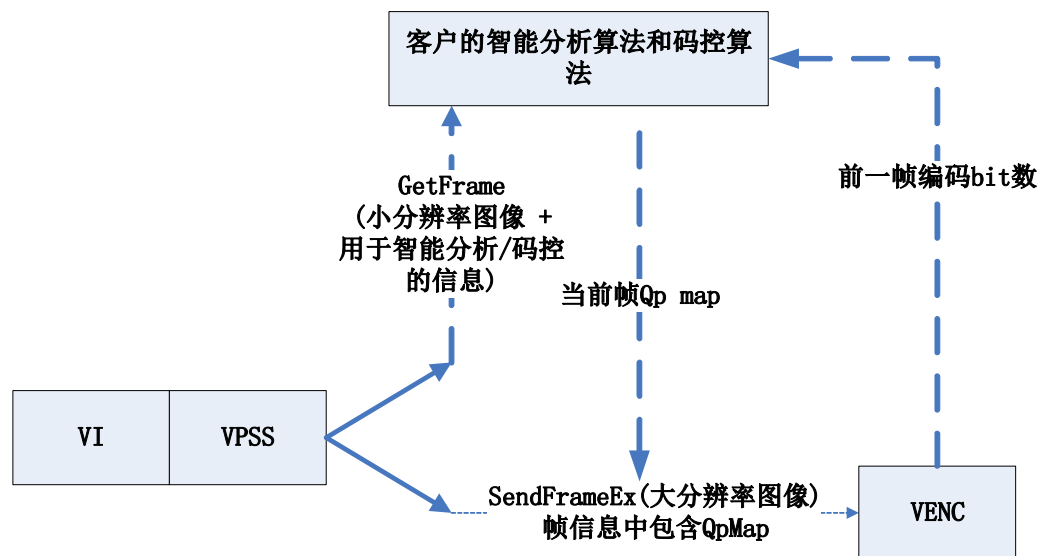 客户的智能分析算法和码控算
法
GetFrame
(小分辨率图像 +
用于智能分析/码控
的信息)
前一帧编码bit数
当前帧Qp map
VI
VPSS
SendFrameEx(大分辨率图像)
帧信息中包含QpMap
VENC